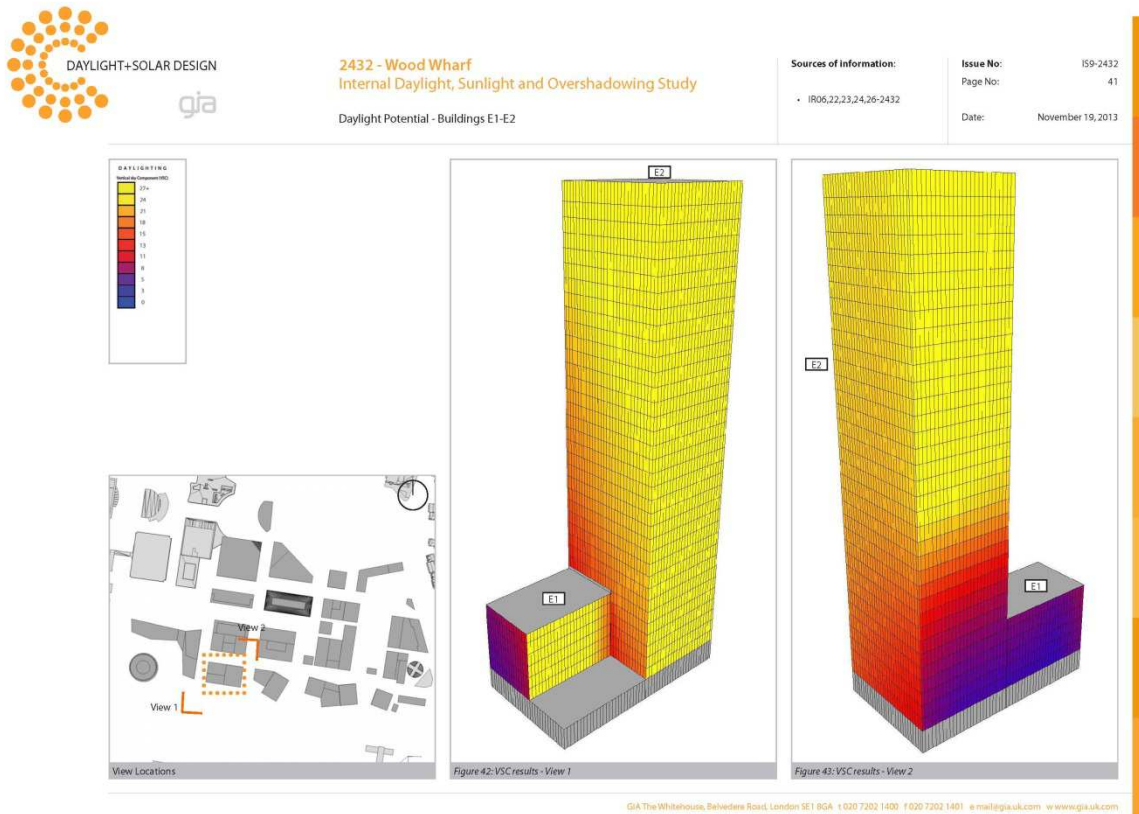 DAYLIGHT+SOLAR DESIGN
gia
2432 - Wood Wharf
Internal Daylight, Sunlight and Overshadowing Study
Daylight Potential - Buildings E1-E2
Sources of information:
• IR06,22,23,24,26-2432
Issue No: IS9-2432
Page No: 41
Date: November 19, 2013
DAYLIGHTING
Vertical sky Component (VSC)
27+
24
21
18
15
13
11
8
5
3
0
View 2
View 1
View Locations
E2
E1
Figure 42: VSC results - View 1
E2
E1
Figure 43: VSC results - View 2
GIA The Whitehouse, Belvedere Road, London SE1 8GA t 020 7202 1400 f 020 7202 1401 e mail@gia.uk.com w www.gia.uk.com